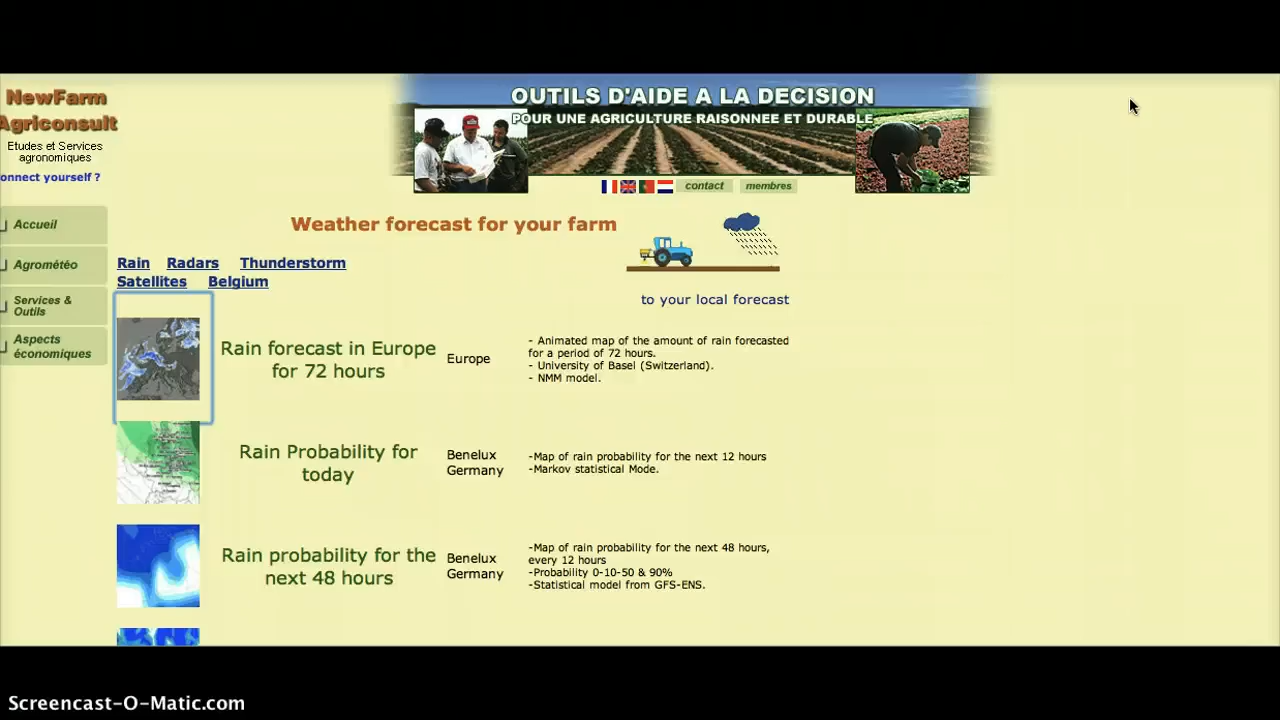 NewFarm
Agriconsult
Etudes et Services
agronomiques
onnect yourself ?
OUTILS D'AIDE A LA DECISION
POUR UNE AGRICULTURE RAISONNEE ET DURABLE
contact
membres
Accueil
Agrométéo
Services &
Outils
Aspects
économiques
Weather forecast for your farm
Rain Radars Thunderstorm
Satellites Belgium
to your local forecast
Rain forecast in Europe
for 72 hours
Europe
- Animated map of the amount of rain forecasted
for a period of 72 hours.
- University of Basel (Switzerland).
- NMM model.
Rain Probability for
today
Benelux
Germany
-Map of rain probability for the next 12 hours
-Markov statistical Mode.
Rain probability for the
next 48 hours
Benelux
Germany
-Map of rain probability for the next 48 hours,
every 12 hours
-Probability 0-10-50 & 90%
-Statistical model from GFS-ENS.
Screencast-O-Matic.com